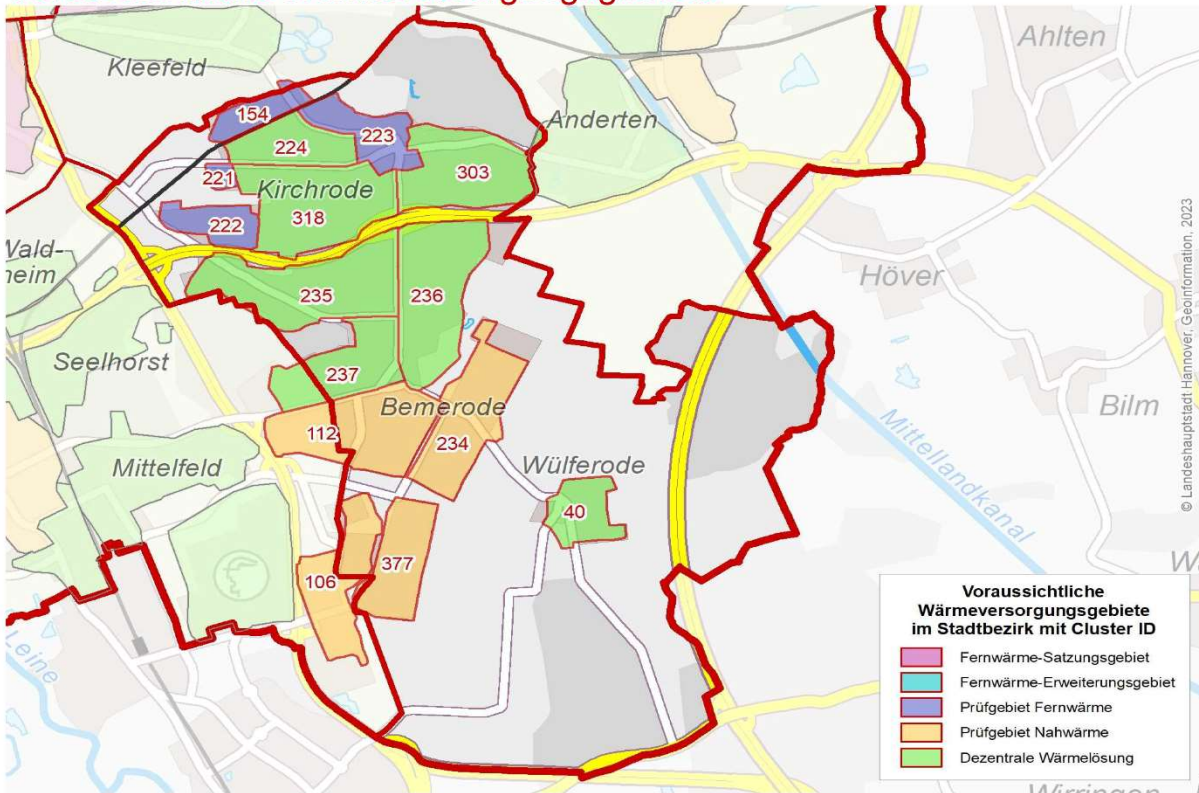 Ahlten
Kleefeld
Anderten
154
223
224
303
221
Kirchrode
318
222
Wald-
heim
Höver
235
236
Seelhorst
237
Bemerode
Bilm
112
234
Mittelfeld
Wülferode
Mittellandkanal
40
377
106
Leine
© Landeshauptstadt Hannover, Geoinformation, 2023
Voraussichtliche
Wärmeversorgungsgebiete
im Stadtbezirk mit Cluster ID
Fernwärme-Satzungsgebiet
Fernwärme-Erweiterungsgebiet
Prüfgebiet Fernwärme
Prüfgebiet Nahwärme
Dezentrale Wärmelösung